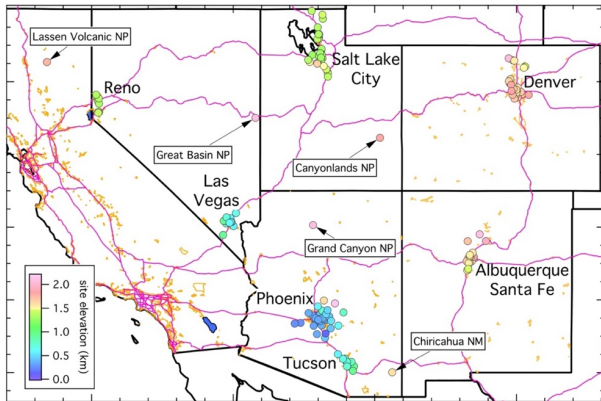 Lassen Volcanic NP
Reno
Salt Lake
City
Denver
Great Basin NP
Canyonlands NP
Las
Vegas
Grand Canyon NP
Albuquerque
Santa Fe
Phoenix
Tucson
Chiricahua NM
site elevation (km)
2.0
1.5
1.0
0.5
0.0